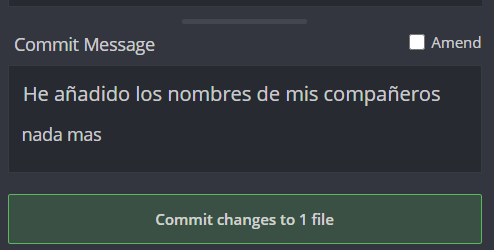 Commit Message
Amend
He añadido los nombres de mis compañeros
nada mas
Commit changes to 1 file